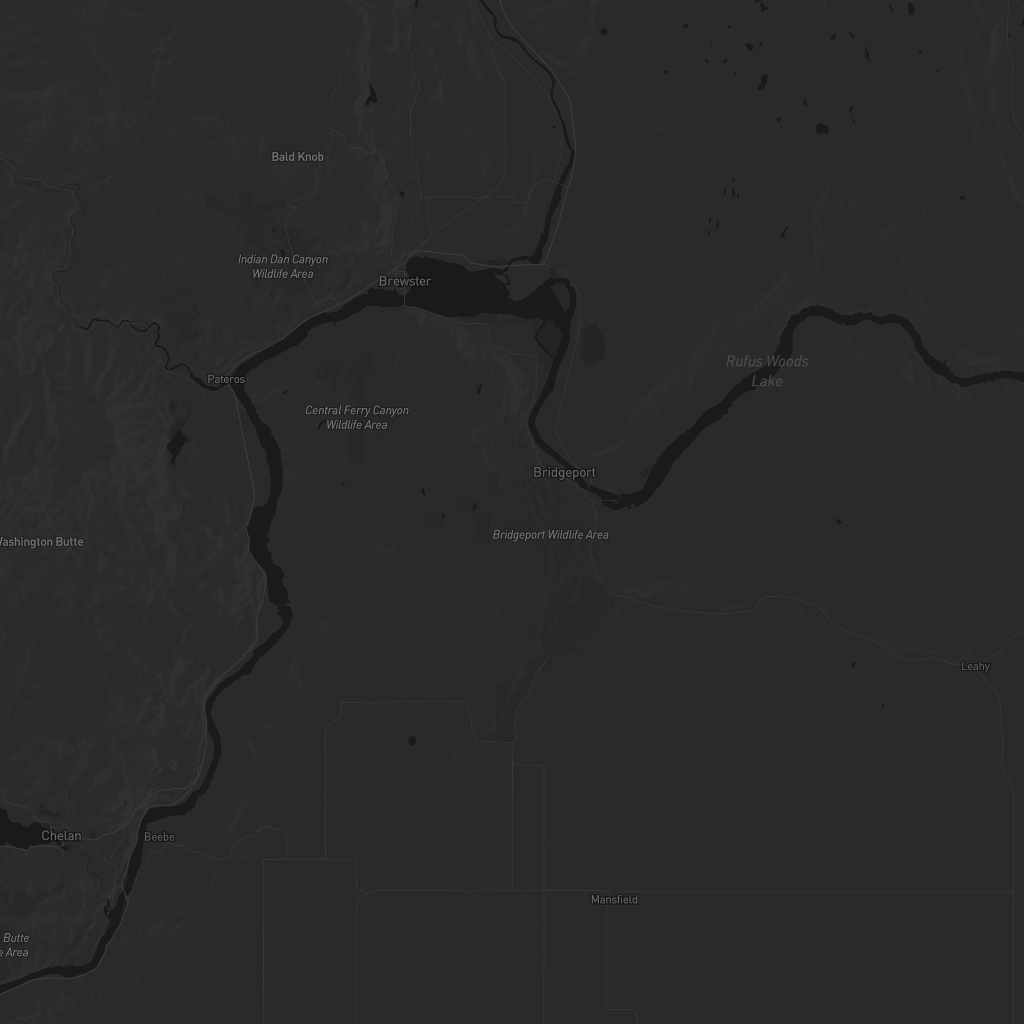 Bald Knob
Indian Dan Canyon
Wildlife Area
Brewster
Rufus Woods
Lake
Pateros
Central Ferry Canyon
Wildlife Area
Bridgeport
Bridgeport Wildlife Area
Washington Butte
Leahy
Chelan
Beebe
Mansfield
Butte
Area